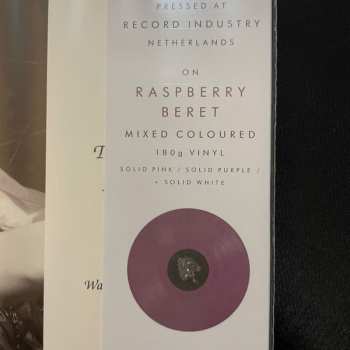 PRESSED AT
RECORD INDUSTRY
NETHERLANDS
ON
RASPBERRY
BERET
MIXED COLOURED
180g VINYL
SOLID PINK / SOLID PURPLE /
+ SOLID WHITE